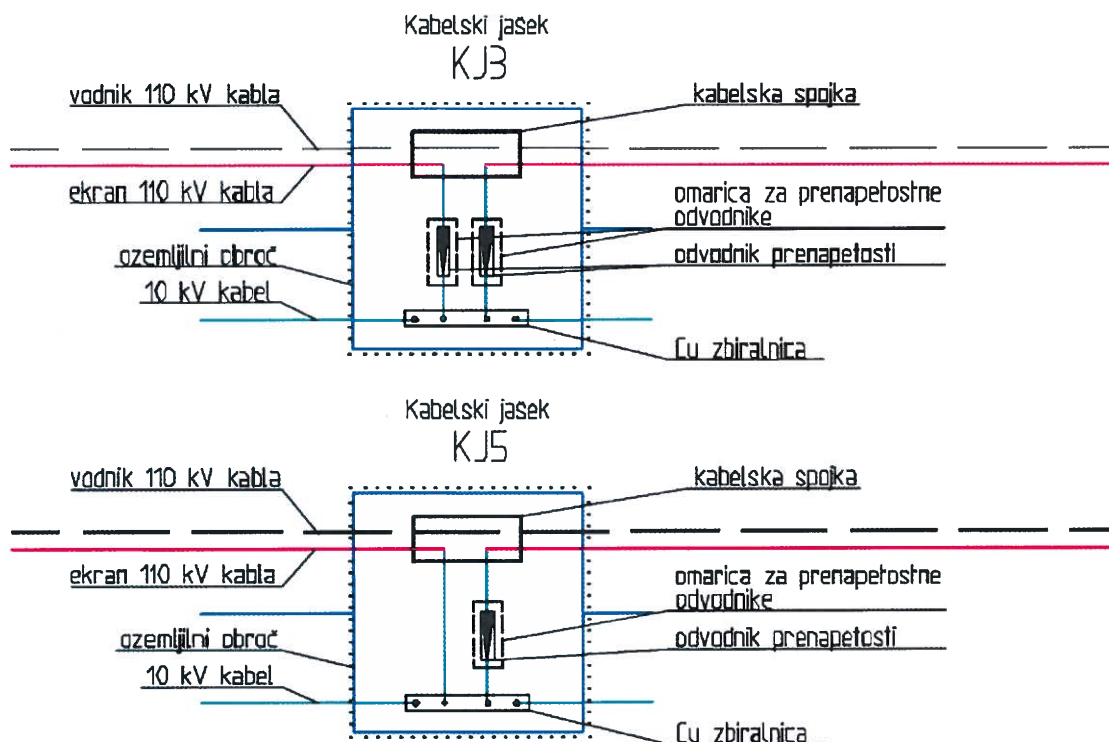 Kabelski jašek
KJ3
vodnik 110 kV kabla
kabelska spojka
ekran 110 kV kabla
omarica za prenapetostne
odvodnike
ozemljilni obroč
odvodnik prenapetosti
10 kV kabel
Cu zbiralnica
Kabelski jašek
KJ5
vodnik 110 kV kabla
kabelska spojka
ekran 110 kV kabla
omarica za prenapetostne
odvodnike
ozemljilni obroč
odvodnik prenapetosti
10 kV kabel
Cu zbiralnica